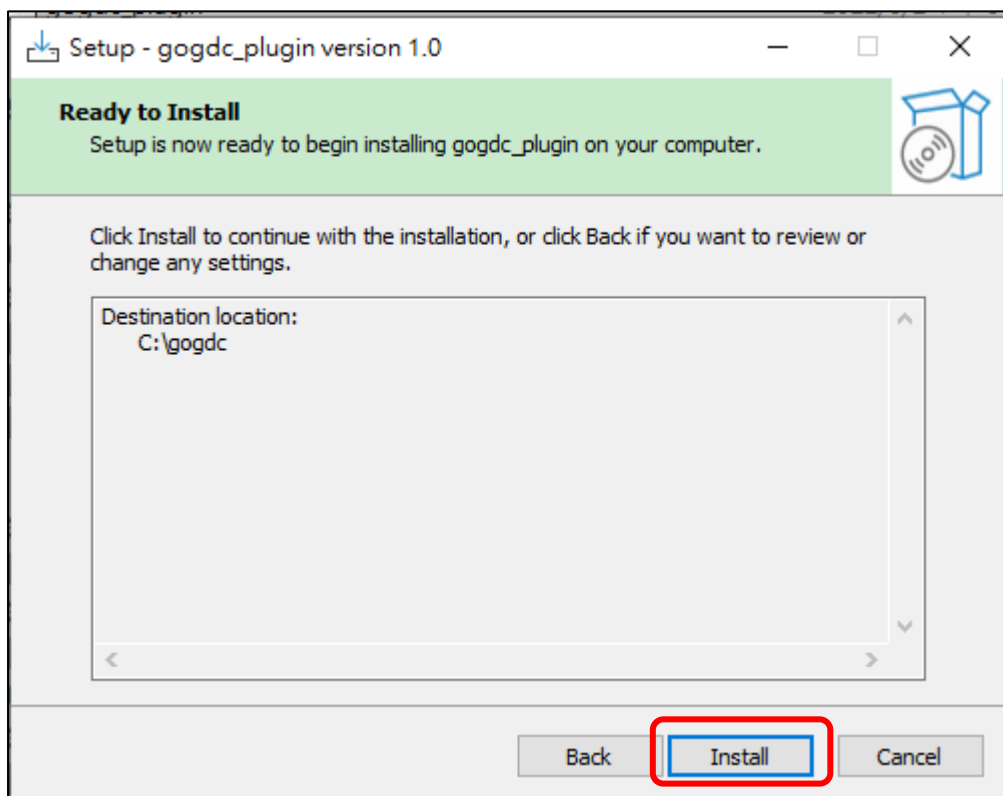 Setup - gogdc_plugin version 1.0
Ready to Install
Setup is now ready to begin installing gogdc_plugin on your computer.
Click Install to continue with the installation, or click Back if you want to review or
change any settings.
Destination location:
C:\gogdc
Back
Install
Cancel